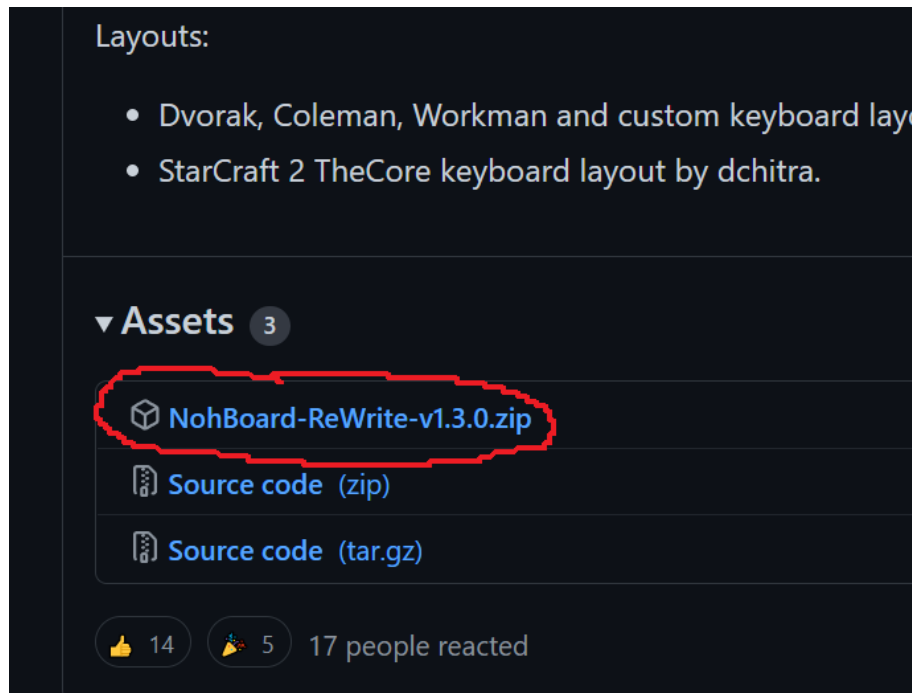 Layouts:
Dvorak, Coleman, Workman and custom keyboard
StarCraft 2 TheCore keyboard layout by dchitra.
Assets 3
NohBoard-ReWrite-v1.3.0.zip
Source code (zip)
Source code (tar.gz)
14 5 17 people reacted